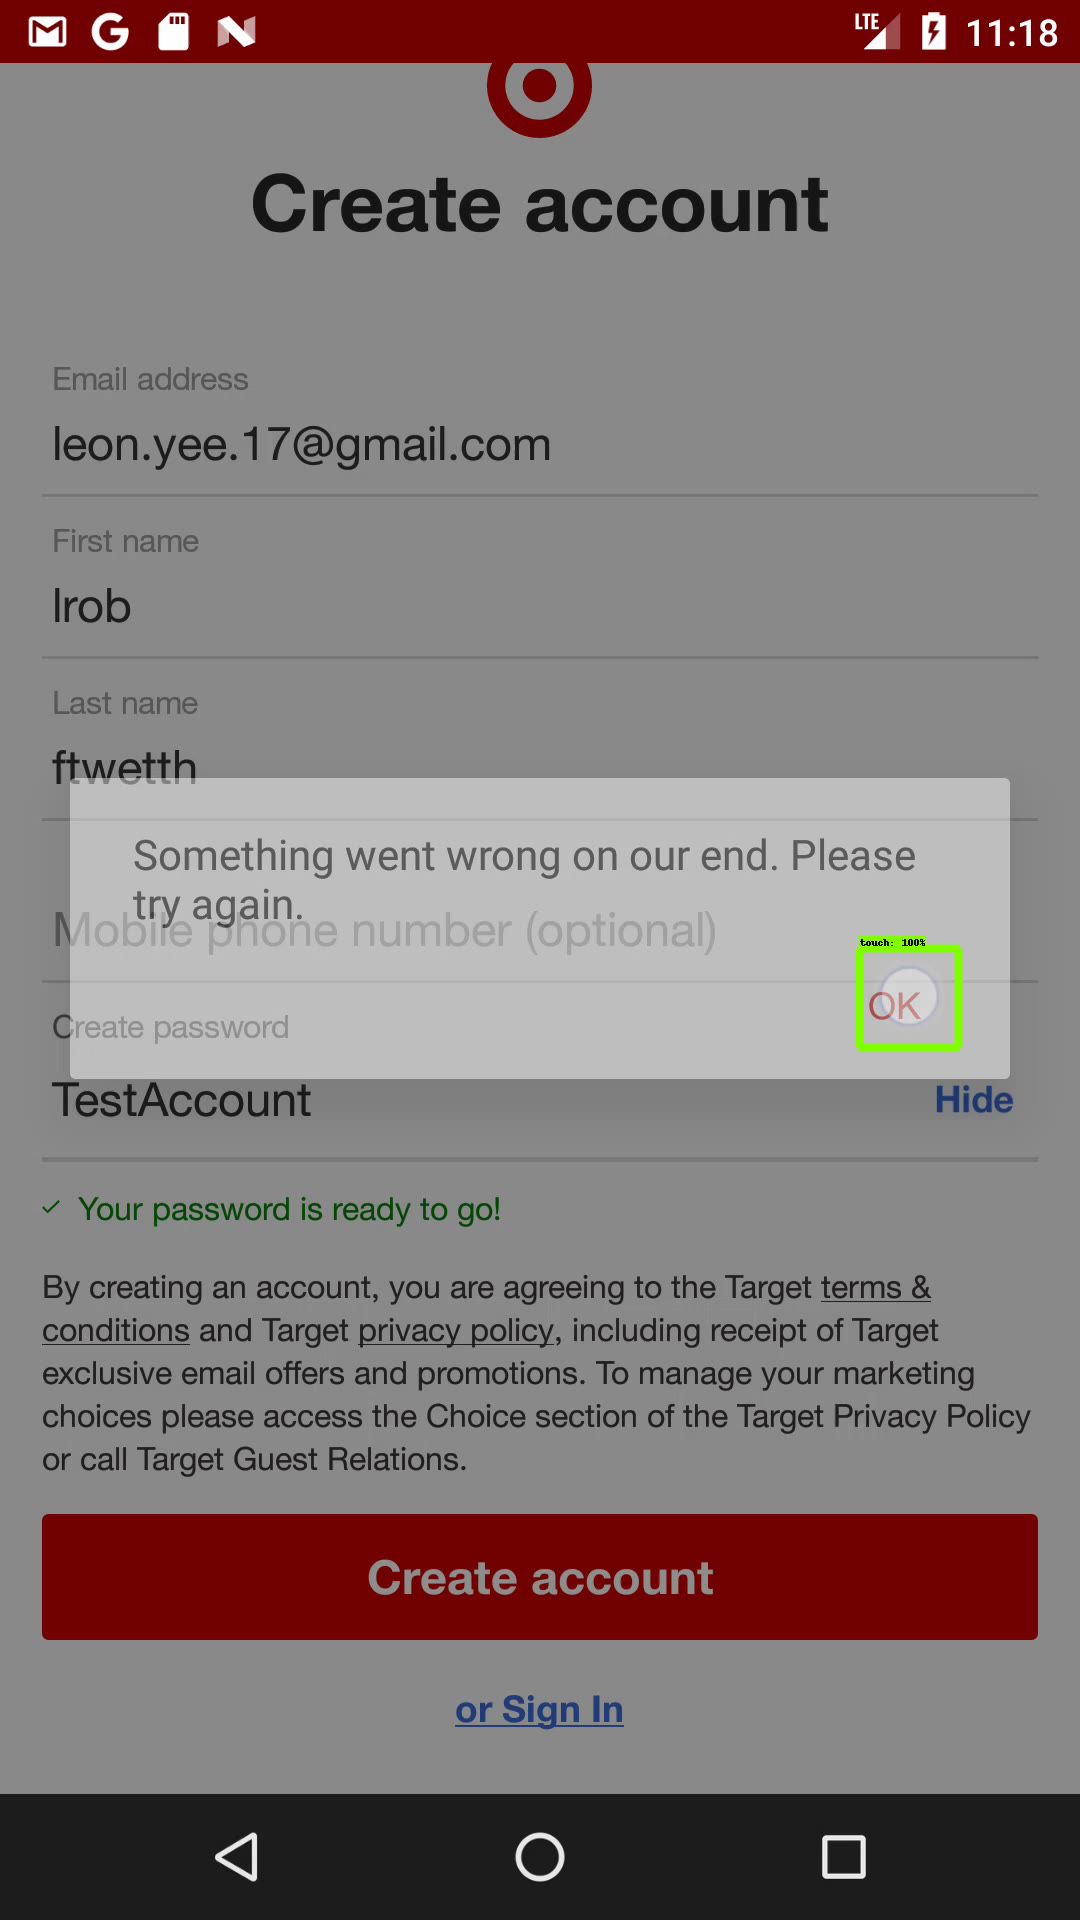 LTE 11:18
Create account
Email address
leon.yee.17@gmail.com
First name
lrob
Last name
ftwetth
Something went wrong on our end. Please
try again.
Mobile phone number (optional)
touch: 100%
OK
Create password
TestAccount
Hide
Your password is ready to go!
By creating an account, you are agreeing to the Target terms &
conditions and Target privacy policy, including receipt of Target
exclusive email offers and promotions. To manage your marketing
choices please access the Choice section of the Target Privacy Policy
or call Target Guest Relations.
Create account
or Sign In